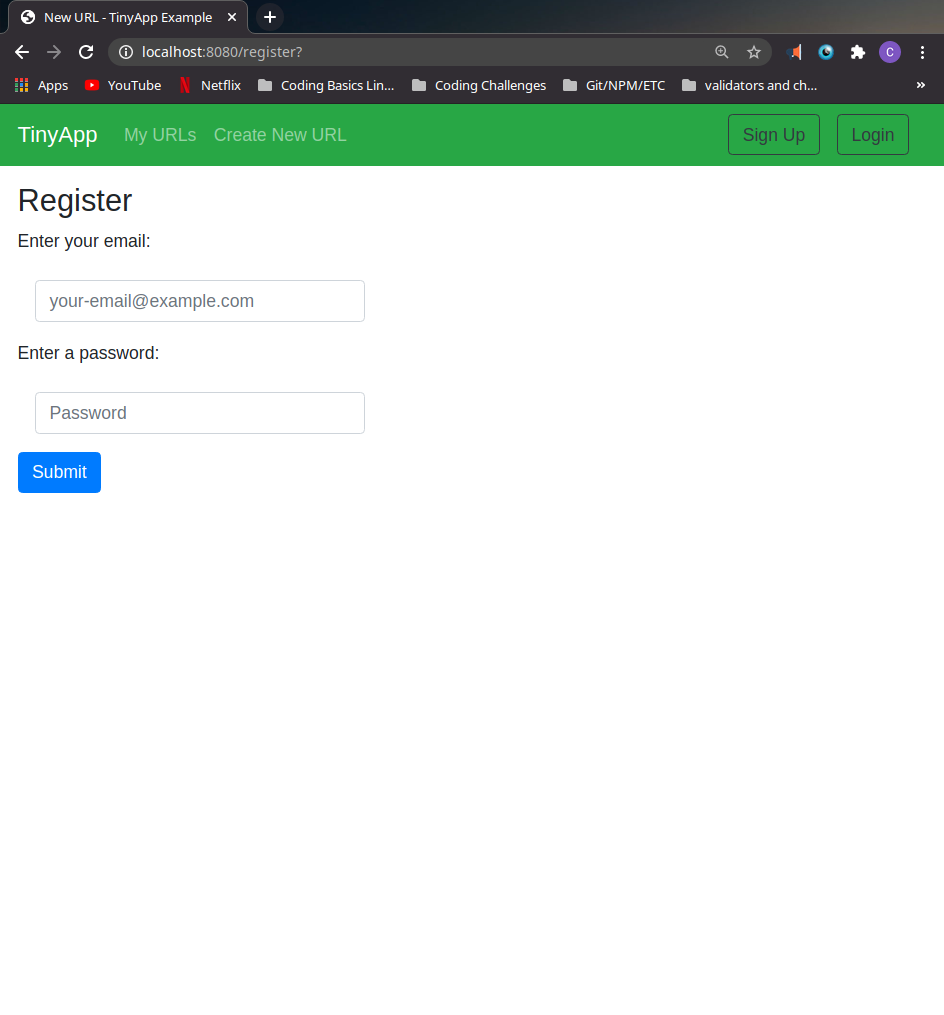 New URL - TinyApp Example
localhost:8080/register?
C
Apps YouTube Netflix Coding Basics Lin... Coding Challenges Git/NPM/ETC validators and ch... »
TinyApp My URLs Create New URL Sign Up Login
Register
Enter your email:
your-email@example.com
Enter a password:
Password
Submit